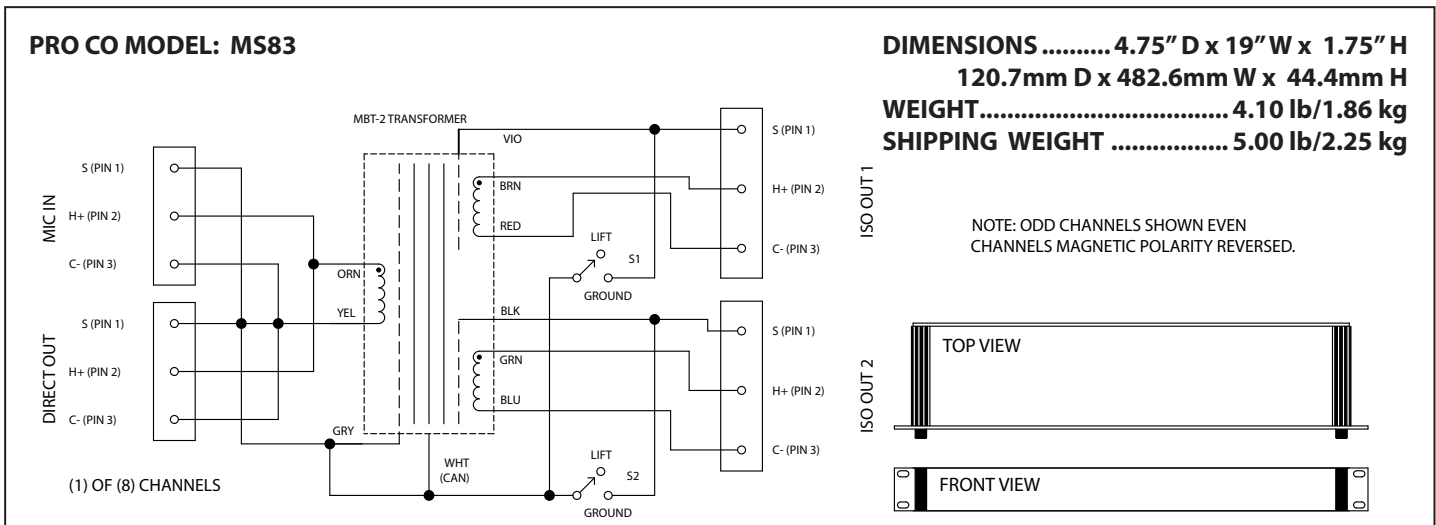 PRO CO MODEL: MS83
DIMENSIONS .......... 4.75” D x 19” W x 1.75” H
120.7mm D x 482.6mm W x 44.4mm H
WEIGHT.................................. 4.10 lb/1.86 kg
SHIPPING WEIGHT ................. 5.00 lb/2.25 kg
MIC IN
S (PIN 1)
H+ (PIN 2)
C- (PIN 3)
DIRECT OUT
S (PIN 1)
H+ (PIN 2)
C- (PIN 3)
(1) OF (8) CHANNELS
MBT-2 TRANSFORMER
ORN
YEL
GRY
WHT
(CAN)
VIO
BRN
RED
BLK
GRN
BLU
LIFT
S1
GROUND
LIFT
S2
GROUND
S (PIN 1)
H+ (PIN 2)
C- (PIN 3)
ISO OUT 1
S (PIN 1)
H+ (PIN 2)
C- (PIN 3)
ISO OUT 2
NOTE: ODD CHANNELS SHOWN EVEN
CHANNELS MAGNETIC POLARITY REVERSED.
TOP VIEW
FRONT VIEW